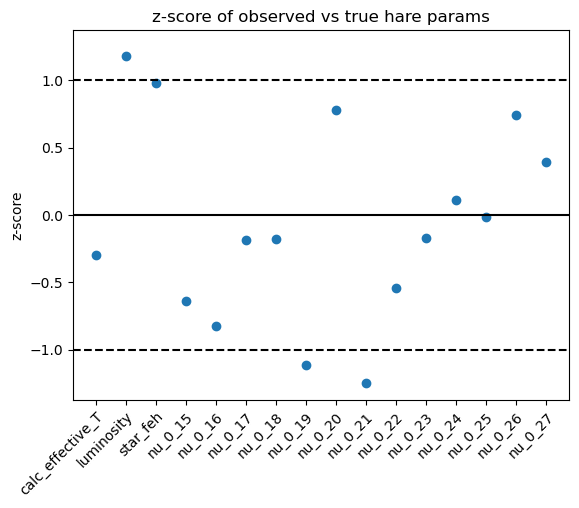 z-score of observed vs true hare params
z-score
1.0
0.5
0.0
−0.5
−1.0
calc_effective_T
luminosity
star_feh
nu_0_15
nu_0_16
nu_0_17
nu_0_18
nu_0_19
nu_0_20
nu_0_21
nu_0_22
nu_0_23
nu_0_24
nu_0_25
nu_0_26
nu_0_27